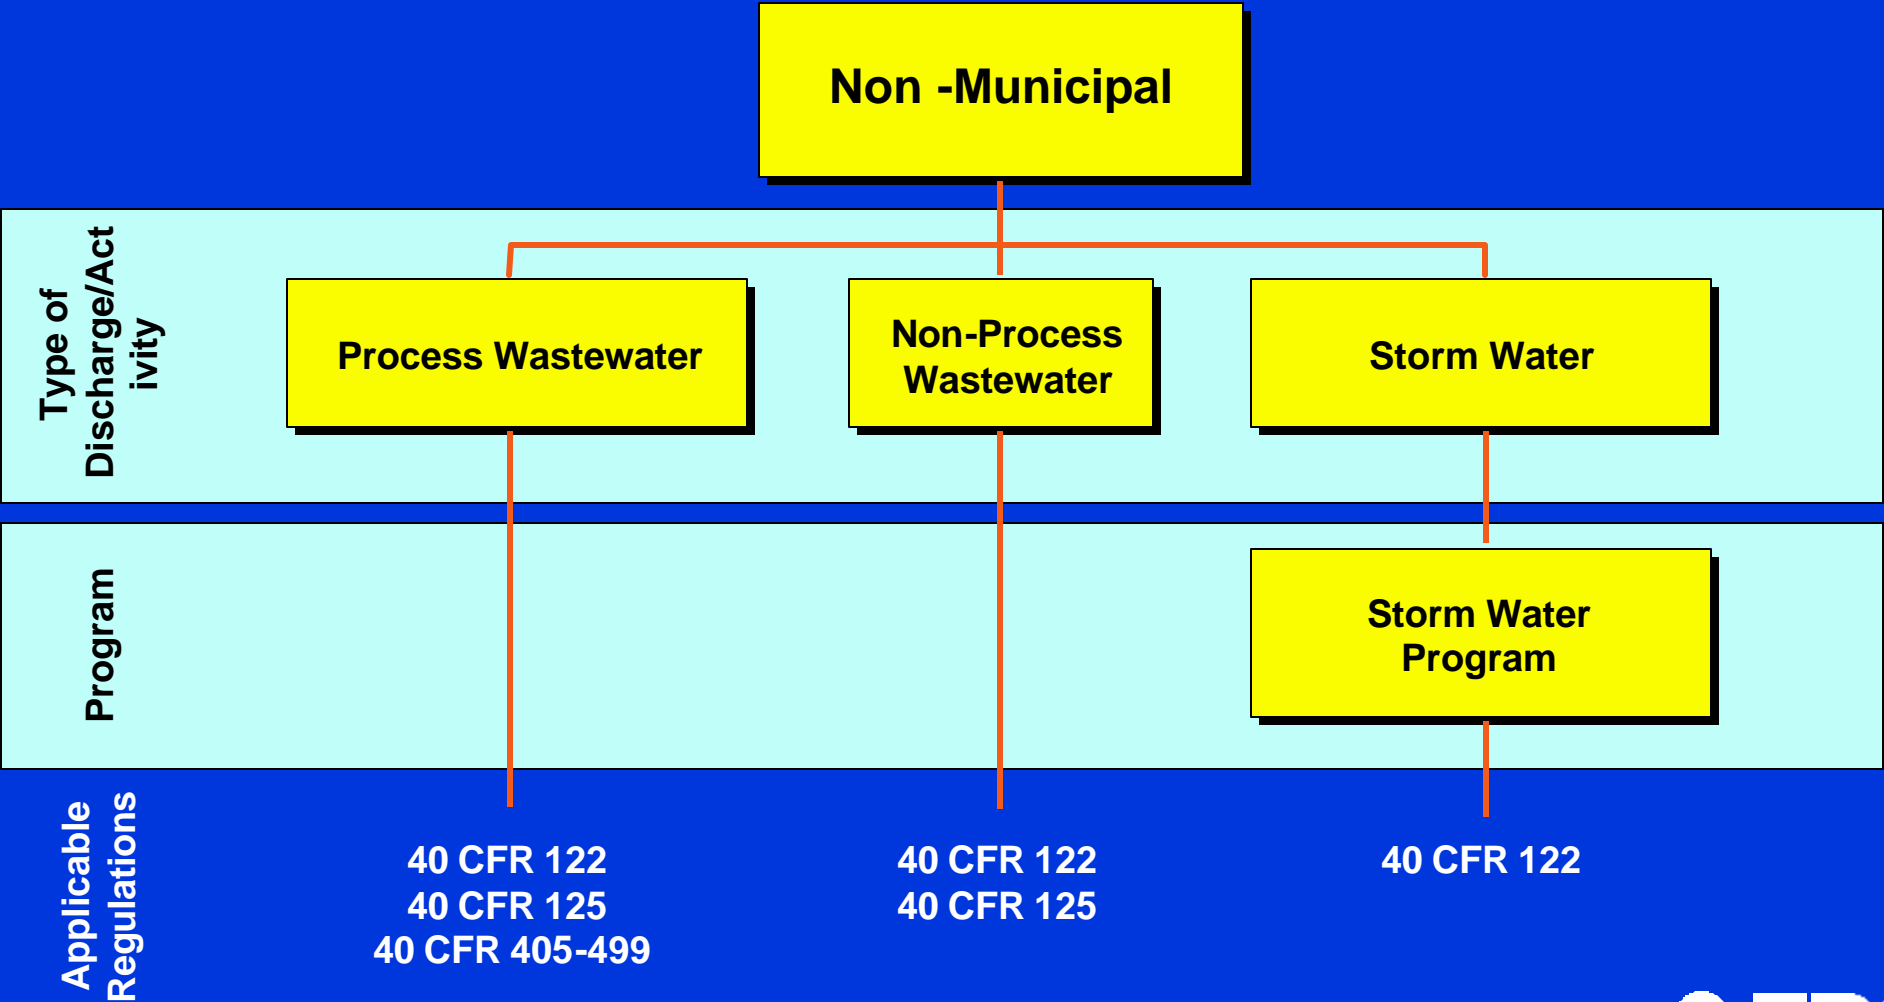 Non -Municipal
Type of
Discharge/Act
ivity
Process Wastewater
Non-Process
Wastewater
Storm Water
Program
Storm Water
Program
Applicable
Regulations
40 CFR 122
40 CFR 125
40 CFR 405-499
40 CFR 122
40 CFR 125
40 CFR 122